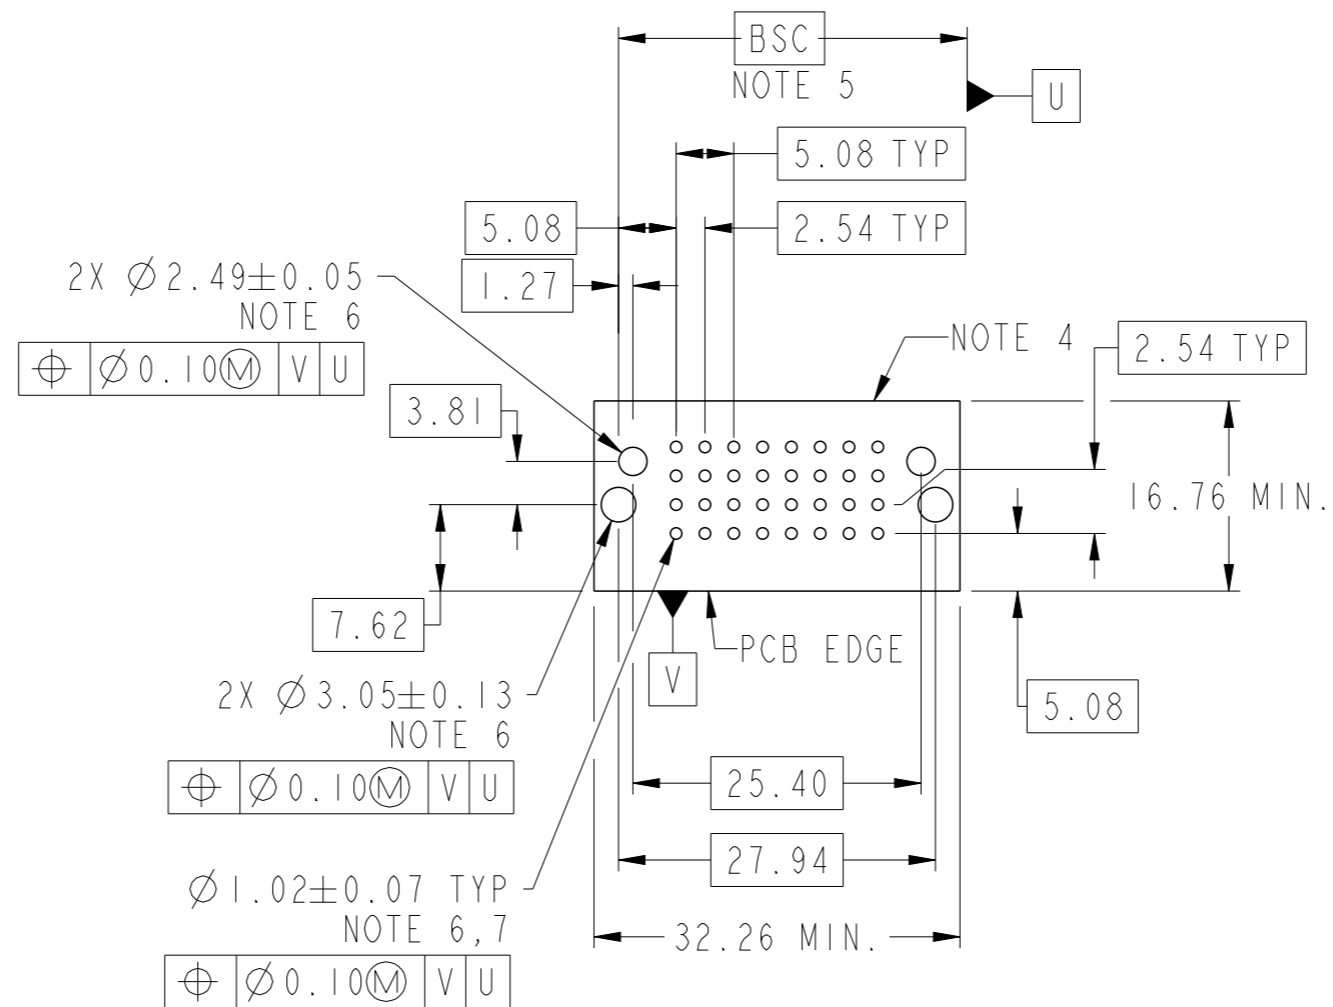 BSC
NOTE 5
U
5.08 TYP
5.08
2.54 TYP
1.27
2X ∅2.49±0.05
NOTE 6
⌖ ∅0.10Ⓜ V U
NOTE 4
2.54 TYP
3.81
16.76 MIN.
7.62
PCB EDGE
V
2X ∅3.05±0.13
NOTE 6
⌖ ∅0.10Ⓜ V U
5.08
25.40
27.94
∅1.02±0.07 TYP
NOTE 6,7
⌖ ∅0.10Ⓜ V U
32.26 MIN.